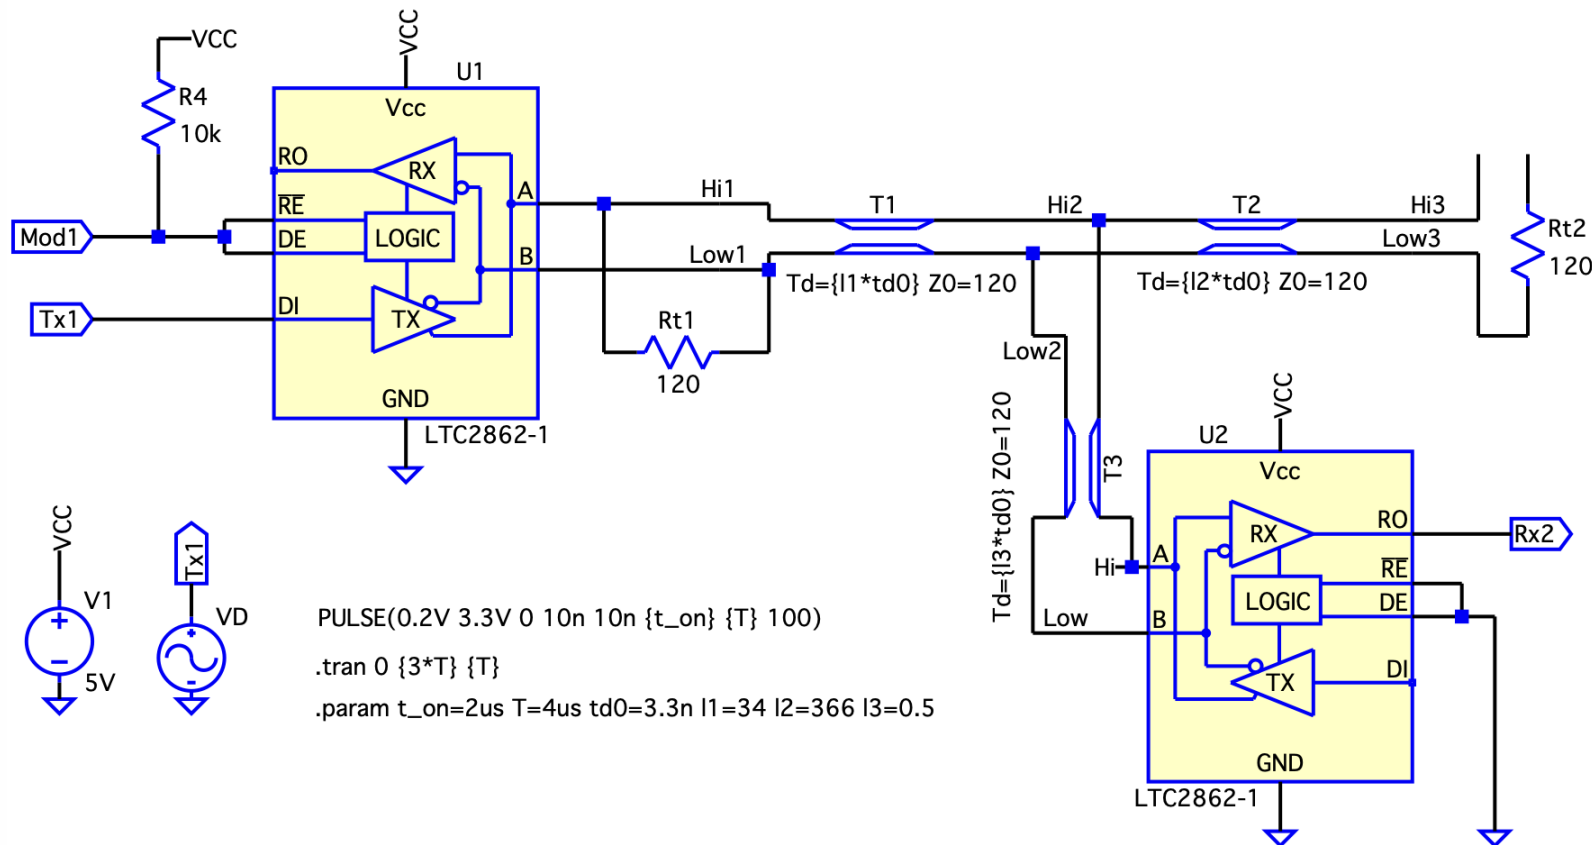 VCC
R4
10k
VCC
U1
Vcc
RO
RX
RE
DE
LOGIC
A
B
DI
TX
GND
LTC2862-1
Mod1
Tx1
Hi1
Low1
Rt1
120
T1
Td={l1*td0} Z0=120
Hi2
Low2
T2
Td={l2*td0} Z0=120
Hi3
Low3
Rt2
120
Td={l3*td0} Z0=120
T3
Hi
Low
VCC
U2
Vcc
RO
RX
RE
DE
LOGIC
A
B
DI
TX
GND
LTC2862-1
Rx2
VCC
V1
5V
Tx1
VD
PULSE(0.2V 3.3V 0 10n 10n {t_on} {T} 100)
.tran 0 {3*T} {T}
.param t_on=2us T=4us td0=3.3n l1=34 l2=366 l3=0.5